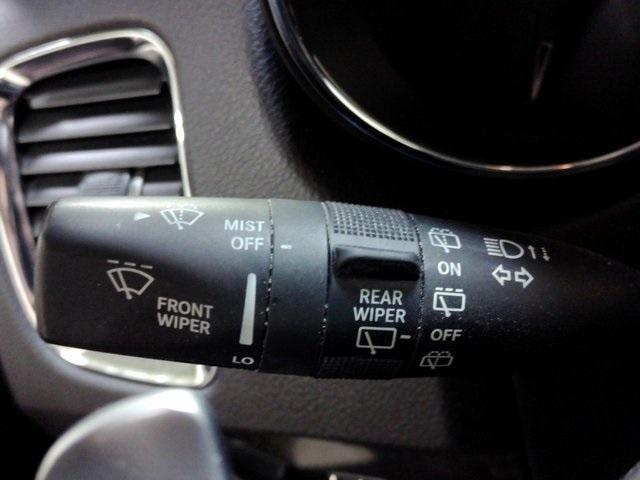 MIST
OFF
FRONT
WIPER
LO
REAR
WIPER
ON
OFF